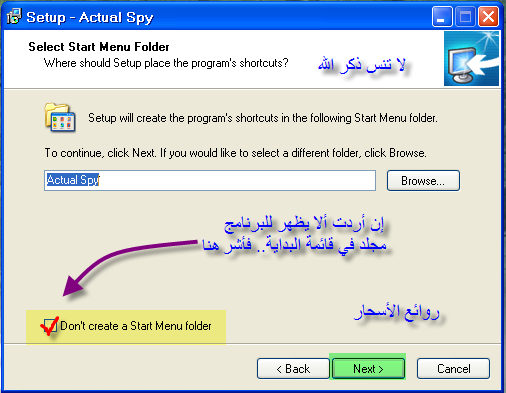 Setup - Actual Spy
Select Start Menu Folder
Where should Setup place the program's shortcuts?
لا تنس ذكر الله
Setup will create the program's shortcuts in the following Start Menu folder.
To continue, click Next. If you would like to select a different folder, click Browse.
Actual Spy
Browse...
إن أردت ألا يظهر للبرنامج
مجلد في قائمة البداية.. فأشر هنا
روائع الأسحار
Don't create a Start Menu folder
< Back
Next >
Cancel